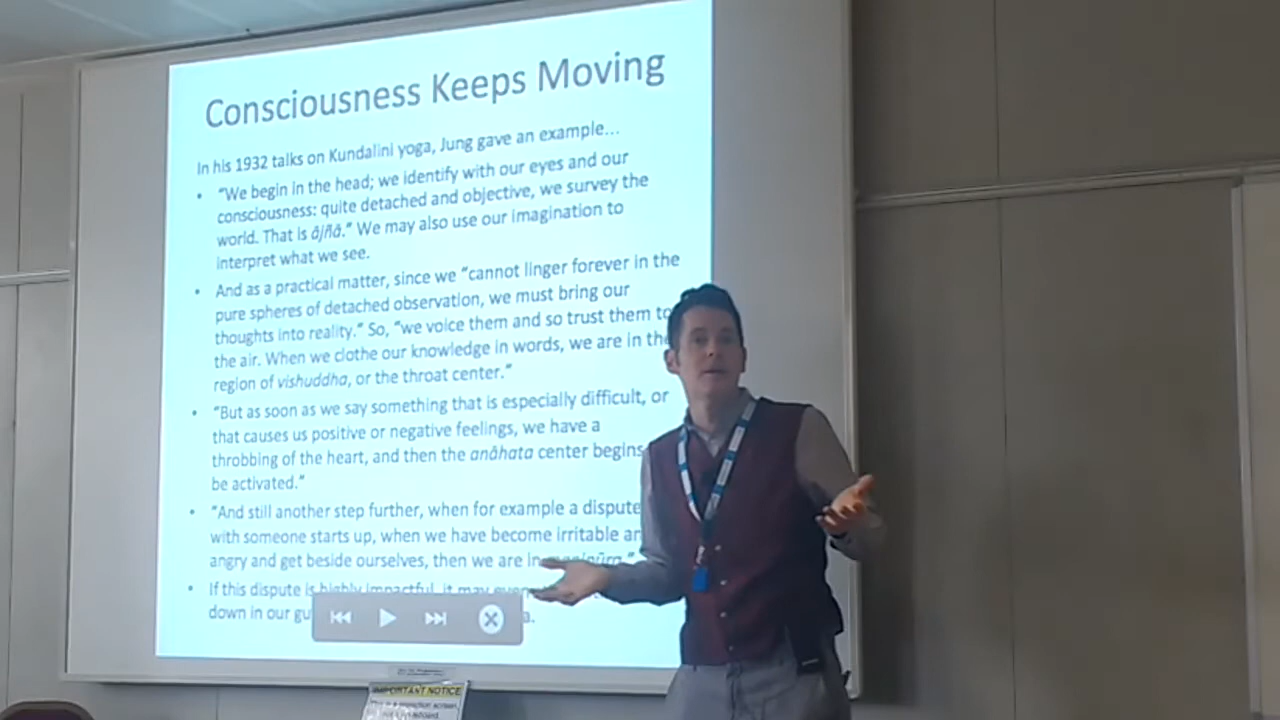 Consciousness Keeps Moving
In his 1932 talks on Kundalini yoga, Jung gave an example…
• "We begin in the head; we identify with our eyes and our
consciousness: quite detached and objective, we survey the
world. That is âjñâ." We may also use our imagination to
interpret what we see.
• And as a practical matter, since we "cannot linger forever in the
pure spheres of detached observation, we must bring our
thoughts into reality." So, "we voice them and so trust them to
the air. When we clothe our knowledge in words, we are in the
region of vishuddha, or the throat center."
• "But as soon as we say something that is especially difficult, or
that causes us positive or negative feelings, we have a
throbbing of the heart, and then the anâhata center begins
be activated."
• "And still another step further, when for example a dispute
with someone starts up, when we have become irritable an
angry and get beside ourselves, then we are in
• If this dispute is highly impactful, it may even
down in our gu
a.
IMPORTANT NOTICE